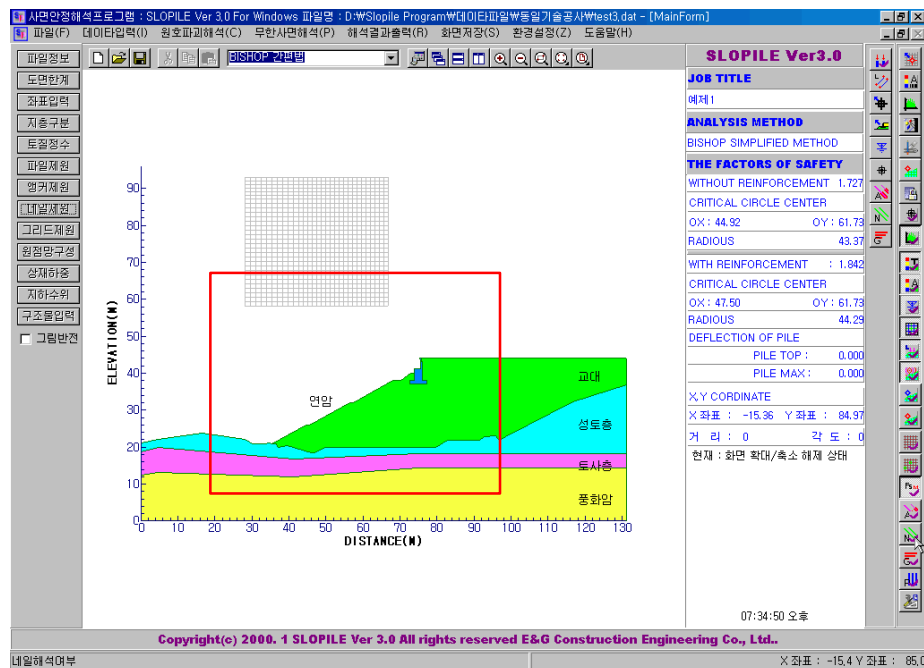 사면안정해석프로그램 : SLOPILE Ver 3,0 For Windows 파일명 : D:₩Slopile Program₩데이타파일₩동일기술공사₩test3,dat - [MainForm]
파일(F) 데이타입력(I) 원호파괴해석(C) 무한사면해석(P) 해석결과출력(R) 화면저장(S) 환경설정(Z) 도움말(H)
파일정보
도면한계
좌표입력
지층구분
토질정수
파일제원
앵커제원
네일제원
그리드제원
원점망구성
상재하중
지하수위
구조물입력
그림반전
BISHOP 간편법
ELEVATION(M)
90
80
70
60
50
40
30
20
10
0
0 10 20 30 40 50 60 70 80 90 100 110 120 130
DISTANCE(M)
연암
교대
성토층
토사층
풍화암
SLOPILE Ver3.0
JOB TITLE
예제1
ANALYSIS METHOD
BISHOP SIMPLIFIED METHOD
THE FACTORS OF SAFETY
WITHOUT REINFORCEMENT 1.727
CRITICAL CIRCLE CENTER
OX : 44.92 OY : 61.73
RADIOUS 43.37
WITH REINFORCEMENT : 1.842
CRITICAL CIRCLE CENTER
OX : 47.50 OY : 61.73
RADIOUS 44.29
DEFLECTION OF PILE
PILE TOP : 0.000
PILE MAX : 0.000
X,Y CORDINATE
X 좌표 : -15.36 Y 좌표 : 84.97
거 리 : 0 각 도 : 0
현재 : 화면 확대/축소 해제 상태
07:34:50 오후
Copyright(c) 2000. 1 SLOPILE Ver 3.0 All rights reserved E&G Construction Engineering Co., Ltd..
네일해석여부
X 좌표 : -15,4 Y 좌표 : 85,0